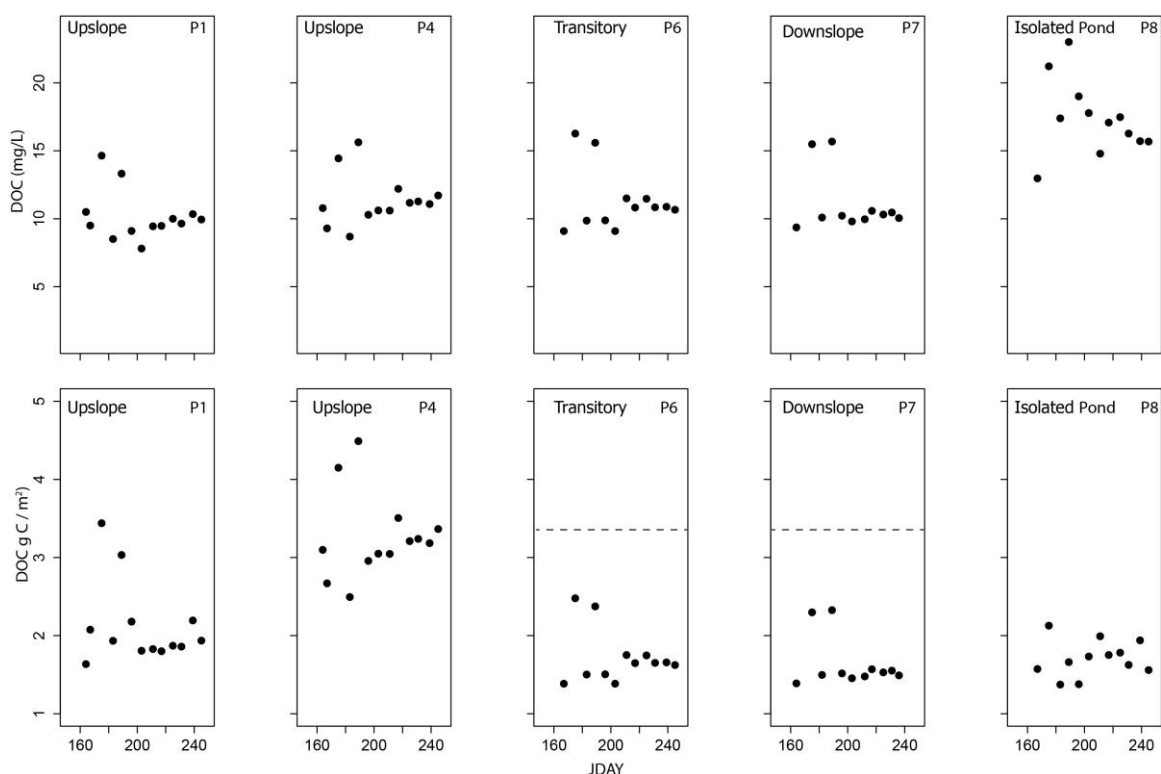 Upslope P1 Upslope P4 Transitory P6 Downslope P7 Isolated Pond P8
20
15
10
5
DOC (mg/L)
Upslope P1 Upslope P4 Transitory P6 Downslope P7 Isolated Pond P8
5
4
3
2
1
DOC g C / m²)
160 200 240 160 200 240 160 200 240 160 200 240 160 200 240
JDAY